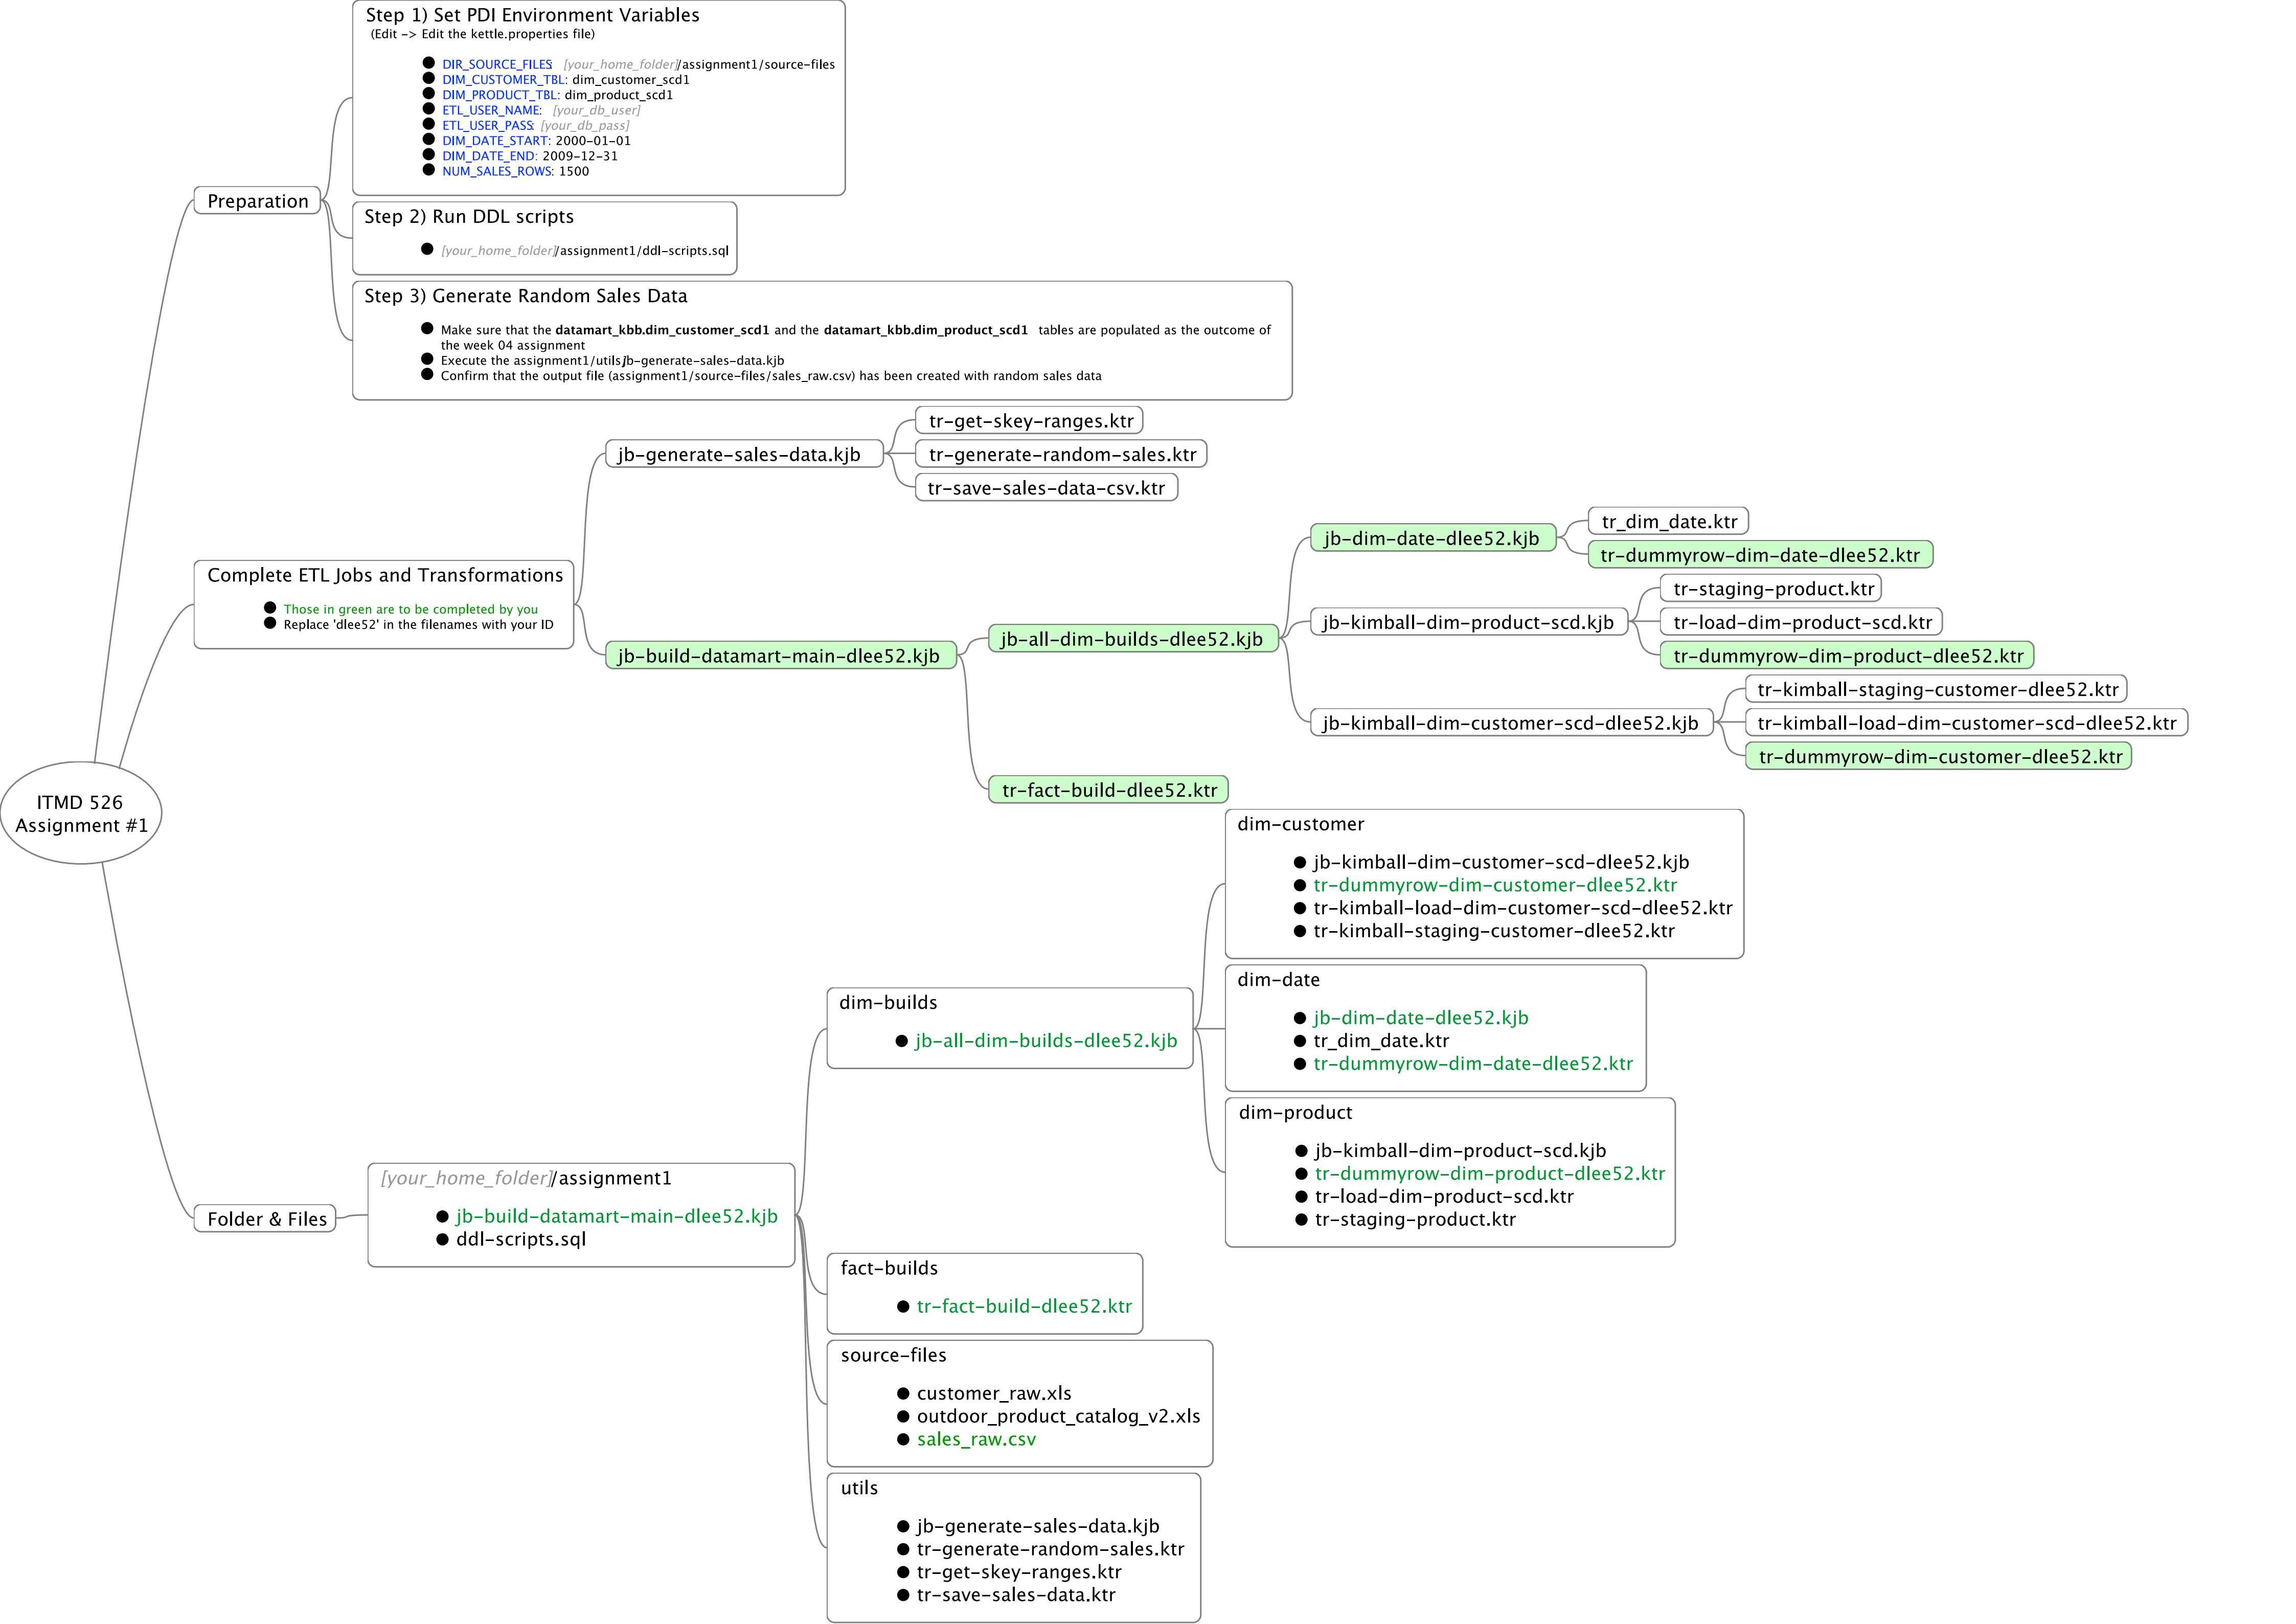 Step 1) Set PDI Environment Variables
(Edit -> Edit the kettle.properties file)
● DIR_SOURCE_FILES: [your_home_folder]/assignment1/source-files
● DIM_CUSTOMER_TBL: dim_customer_scd1
● DIM_PRODUCT_TBL: dim_product_scd1
● ETL_USER_NAME: [your_db_user]
● ETL_USER_PASS: [your_db_pass]
● DIM_DATE_START: 2000-01-01
● DIM_DATE_END: 2009-12-31
● NUM_SALES_ROWS: 1500
Preparation
Step 2) Run DDL scripts
● [your_home_folder]/assignment1/ddl-scripts.sql
Step 3) Generate Random Sales Data
● Make sure that the datamart_kbb.dim_customer_scd1 and the datamart_kbb.dim_product_scd1 tables are populated as the outcome of
the week 04 assignment
● Execute the assignment1/utils/jb-generate-sales-data.kjb
● Confirm that the output file (assignment1/source-files/sales_raw.csv) has been created with random sales data
Complete ETL Jobs and Transformations
● Those in green are to be completed by you
● Replace 'dlee52' in the filenames with your ID
jb-generate-sales-data.kjb
tr-get-skey-ranges.ktr
tr-generate-random-sales.ktr
tr-save-sales-data-csv.ktr
jb-build-datamart-main-dlee52.kjb
jb-all-dim-builds-dlee52.kjb
jb-dim-date-dlee52.kjb
tr_dim_date.ktr
tr-dummyrow-dim-date-dlee52.ktr
jb-kimball-dim-product-scd.kjb
tr-staging-product.ktr
tr-load-dim-product-scd.ktr
tr-dummyrow-dim-product-dlee52.ktr
jb-kimball-dim-customer-scd-dlee52.kjb
tr-kimball-staging-customer-dlee52.ktr
tr-kimball-load-dim-customer-scd-dlee52.ktr
tr-dummyrow-dim-customer-dlee52.ktr
tr-fact-build-dlee52.ktr
ITMD 526
Assignment #1
Folder & Files
[your_home_folder]/assignment1
● jb-build-datamart-main-dlee52.kjb
● ddl-scripts.sql
dim-builds
● jb-all-dim-builds-dlee52.kjb
dim-customer
● jb-kimball-dim-customer-scd-dlee52.kjb
● tr-dummyrow-dim-customer-dlee52.ktr
● tr-kimball-load-dim-customer-scd-dlee52.ktr
● tr-kimball-staging-customer-dlee52.ktr
dim-date
● jb-dim-date-dlee52.kjb
● tr_dim_date.ktr
● tr-dummyrow-dim-date-dlee52.ktr
dim-product
● jb-kimball-dim-product-scd.kjb
● tr-dummyrow-dim-product-dlee52.ktr
● tr-load-dim-product-scd.ktr
● tr-staging-product.ktr
fact-builds
● tr-fact-build-dlee52.ktr
source-files
● customer_raw.xls
● outdoor_product_catalog_v2.xls
● sales_raw.csv
utils
● jb-generate-sales-data.kjb
● tr-generate-random-sales.ktr
● tr-get-skey-ranges.ktr
● tr-save-sales-data.ktr